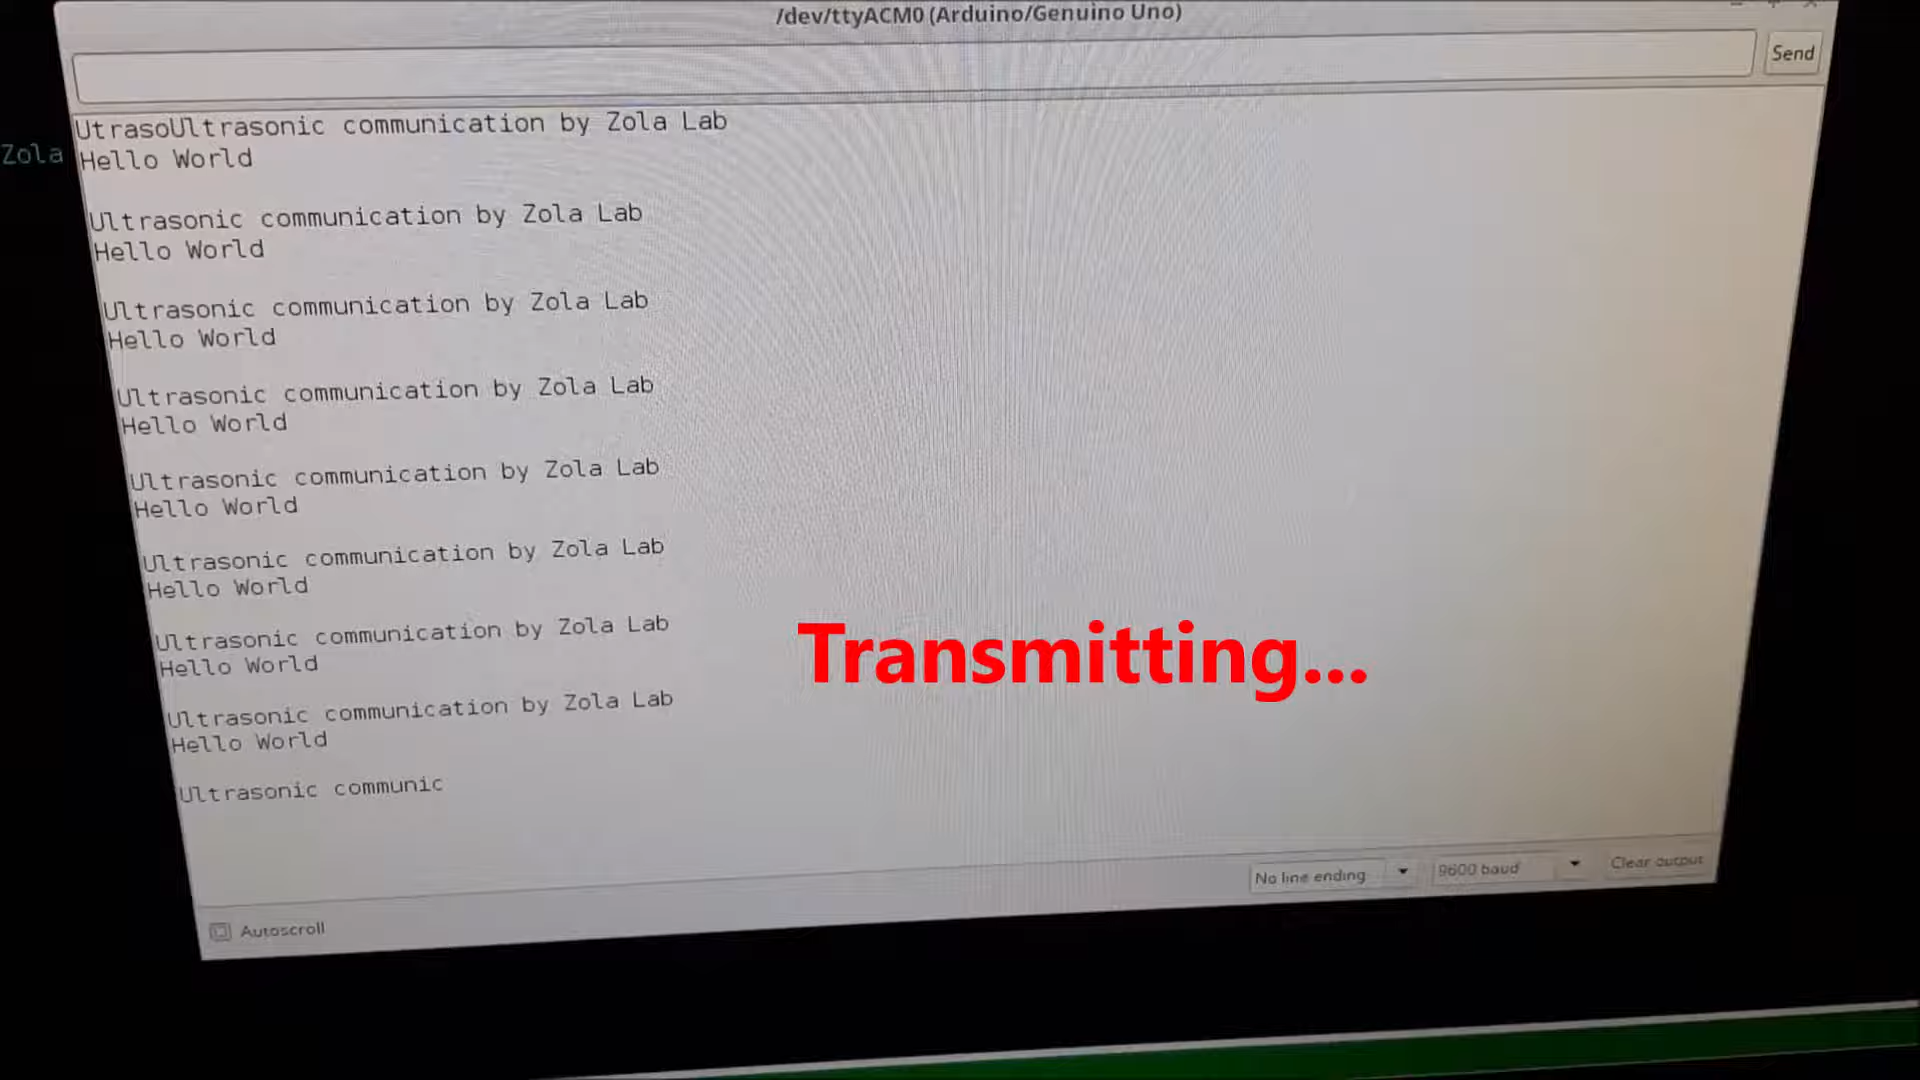 /dev/ttyACM0 (Arduino/Genuino Uno)
Send
UtrasoUltrasonic communication by Zola Lab
Zola
Hello World
Ultrasonic communication by Zola Lab
Hello World
Ultrasonic communication by Zola Lab
Hello World
Ultrasonic communication by Zola Lab
Hello World
Ultrasonic communication by Zola Lab
Hello World
Ultrasonic communication by Zola Lab
Hello World
Ultrasonic communication by Zola Lab
Hello World
Ultrasonic communication by Zola Lab
Hello World
Ultrasonic communic
Transmitting...
No line ending
9600 baud
Clear output
Autoscroll